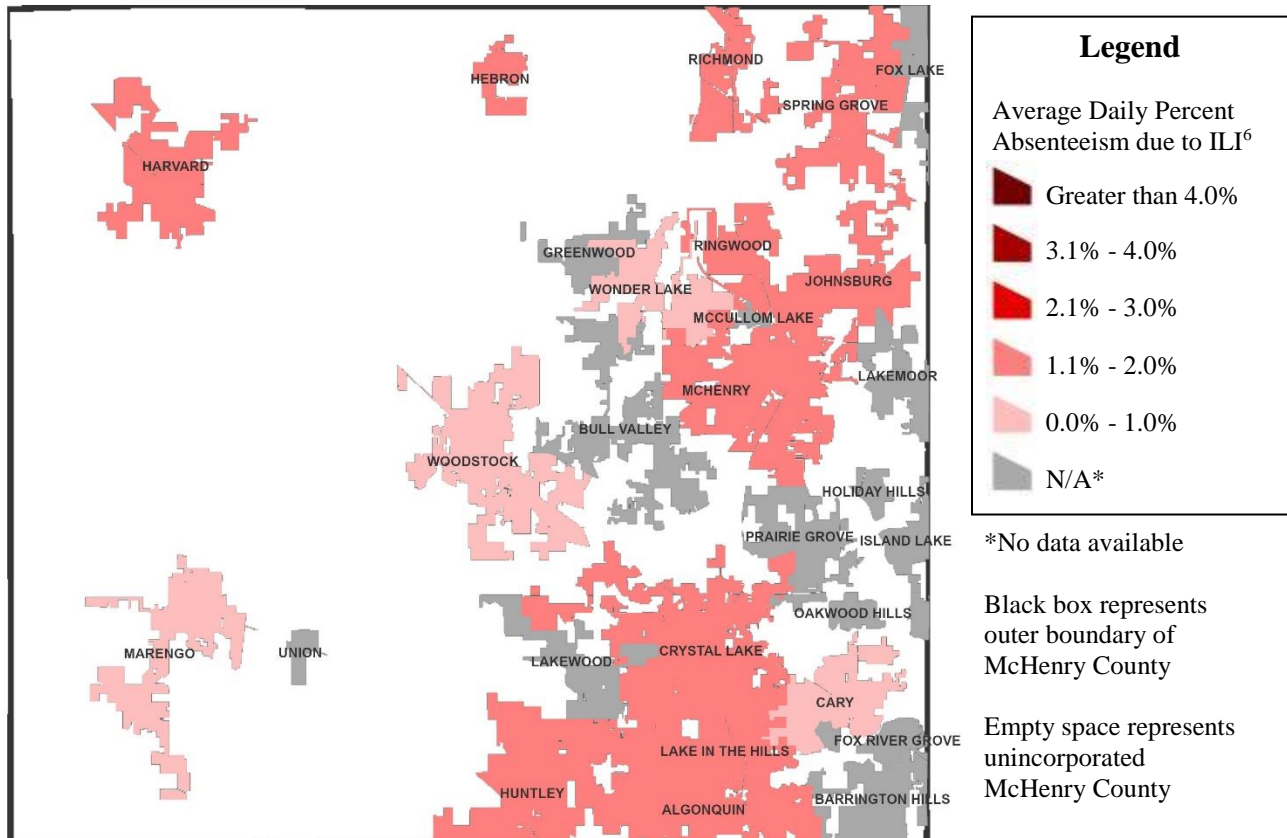 RICHMOND
HEBRON
FOX LAKE
SPRING GROVE
HARVARD
RINGWOOD
GREENWOOD
JOHNSBURG
WONDER LAKE
MCCULLOM LAKE
LAKEMOOR
MCHENRY
BULL VALLEY
WOODSTOCK
HOLIDAY HILLS
PRAIRIE GROVE
ISLAND LAKE
OAKWOOD HILLS
MARENGO
UNION
LAKEWOOD
CRYSTAL LAKE
CARY
FOX RIVER GROVE
LAKE IN THE HILLS
HUNTLEY
ALGONQUIN
BARRINGTON HILLS
Legend
Average Daily Percent
Absenteeism due to ILI⁶
Greater than 4.0%
3.1% - 4.0%
2.1% - 3.0%
1.1% - 2.0%
0.0% - 1.0%
N/A*
*No data available
Black box represents
outer boundary of
McHenry County
Empty space represents
unincorporated
McHenry County